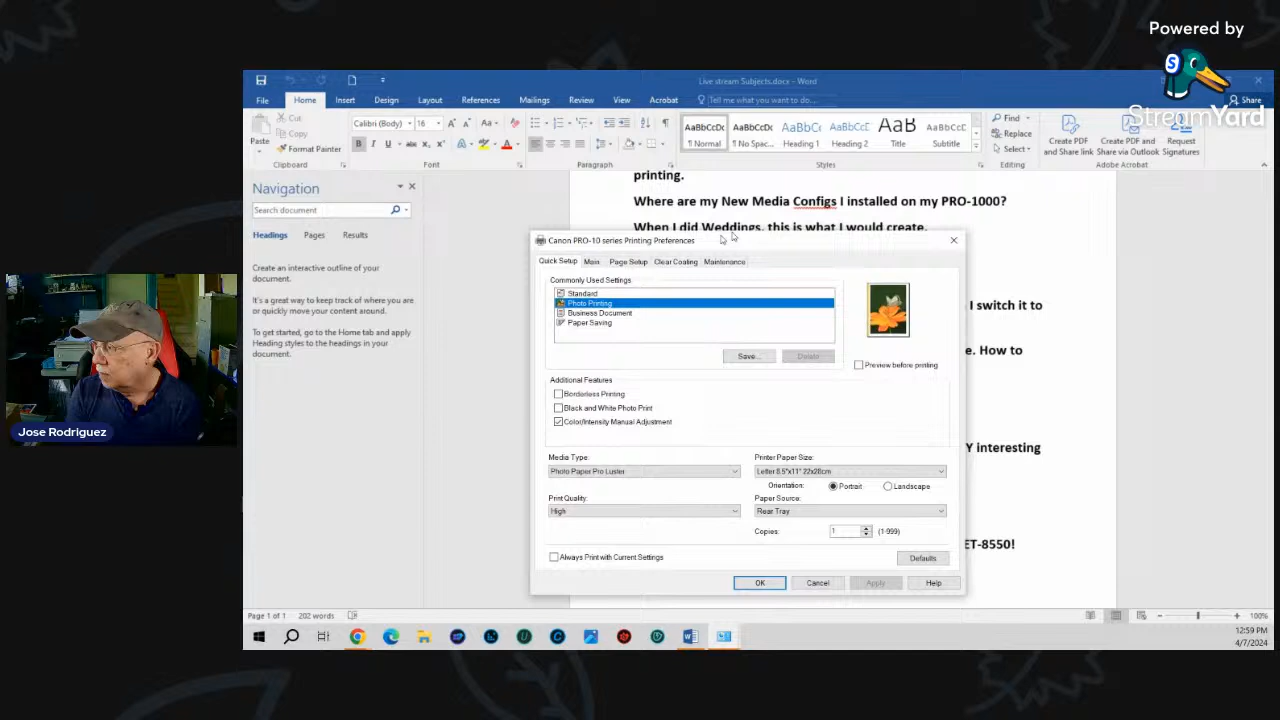 Powered by
StreamYard
Live stream Subjects.docx - Word
File Home Insert Design Layout References Mailings Review View Acrobat Tell me what you want to do... Share
Paste
Cut
Copy
Format Painter
Clipboard
Calibri (Body) 16
Font
Paragraph
AaBbCcDc AaBbCcDc AaBbCc AaBbCcDc AaB AaBbCcDc
¶ Normal ¶ No Spac... Heading 1 Heading 2 Title Subtitle
Styles
Find
Replace
Select
Editing
Create PDF and Share link
Create PDF and Share via Outlook
Request Signatures
Adobe Acrobat
Navigation
Search document
Headings Pages Results
Create an interactive outline of your
document.
It's a great way to keep track of where you are
or quickly move your content around.
To get started, go to the Home tab and apply
Heading styles to the headings in your
document.
printing.
Where are my New Media Configs I installed on my PRO-1000?
When I did Weddings, this is what I would create.
I switch it to
e. How to
Y interesting
ET-8550!
Canon PRO-10 series Printing Preferences
Quick Setup Main Page Setup Clear Coating Maintenance
Commonly Used Settings
Standard
Photo Printing
Business Document
Paper Saving
Save... Delete
Preview before printing
Additional Features
Borderless Printing
Black and White Photo Print
Color/Intensity Manual Adjustment
Media Type: Printer Paper Size:
Photo Paper Pro Luster Letter 8.5"x11" 22x28cm
Orientation: Portrait Landscape
Print Quality: Paper Source:
High Rear Tray
Copies: 1 (1-999)
Always Print with Current Settings Defaults
OK Cancel Apply Help
Jose Rodriguez
Page 1 of 1 202 words 100%
12:59 PM
4/7/2024